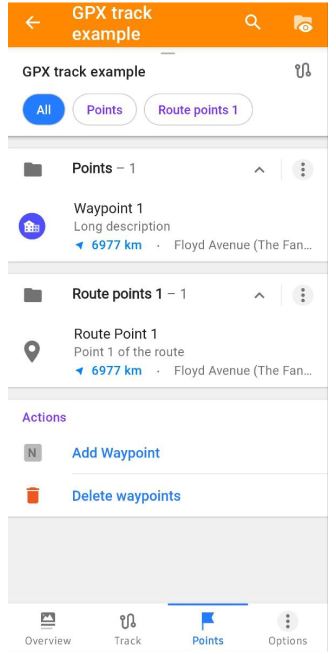 GPX track
example
GPX track example
All
Points
Route points 1
Points – 1
Waypoint 1
Long description
6977 km · Floyd Avenue (The Fan...
Route points 1 – 1
Route Point 1
Point 1 of the route
6977 km · Floyd Avenue (The Fan...
Actions
N
Add Waypoint
Delete waypoints
Overview
Track
Points
Options